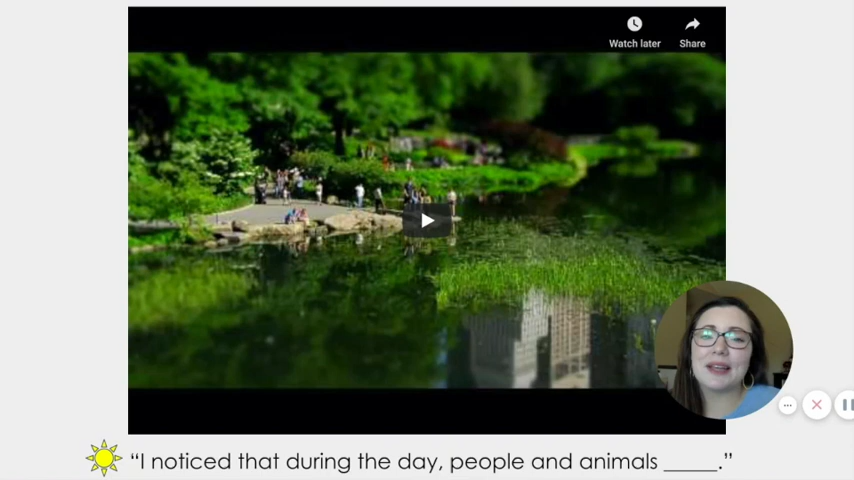 Watch later Share
“I noticed that during the day, people and animals _____.”